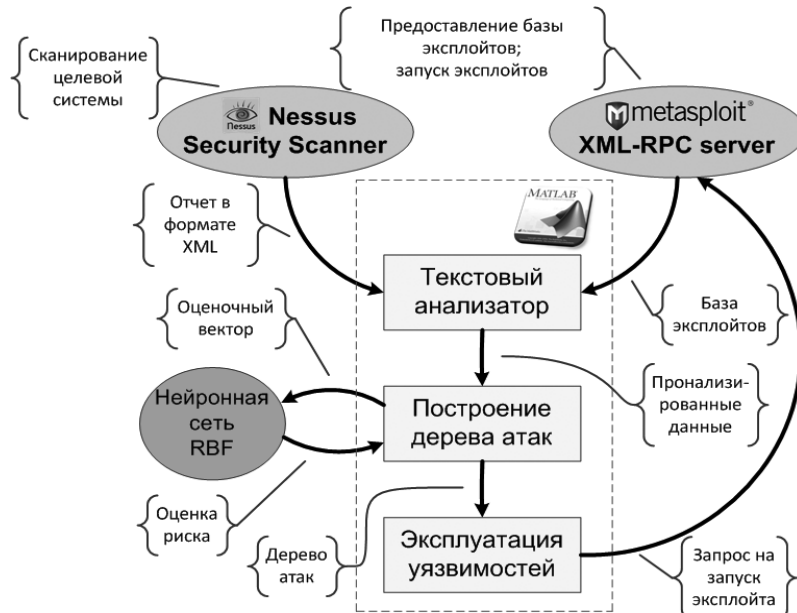 Предоставление базы
эксплойтов;
запуск эксплойтов
Сканирование
целевой
системы
Nessus
Nessus
Security Scanner
metasploit®
XML-RPC server
MATLAB
Отчет в
формате
XML
Текстовый
анализатор
База
эксплойтов
Оценочный
вектор
Пронализи-
рованные
данные
Нейронная
сеть
RBF
Построение
дерева атак
Оценка
риска
Дерево
атак
Эксплуатация
уязвимостей
Запрос на
запуск
эксплойта